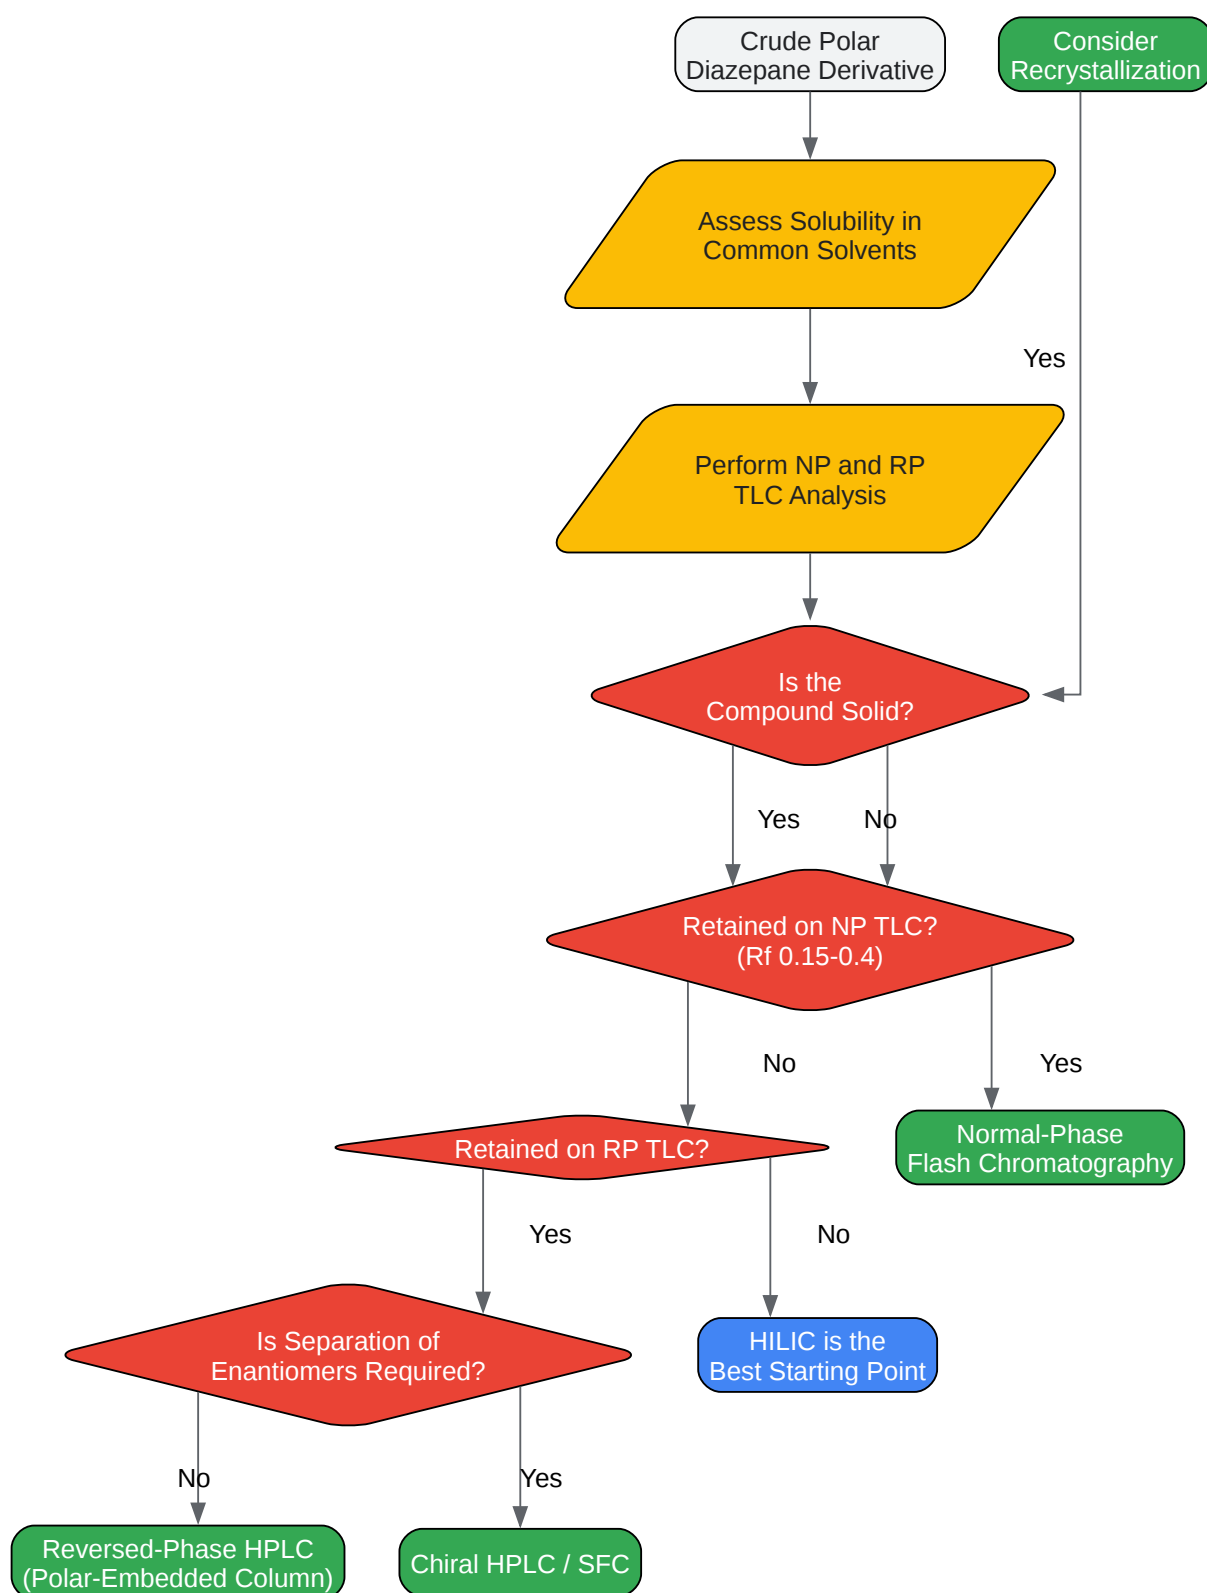 Crude Polar
Diazepane Derivative
Consider
Recrystallization
Assess Solubility in
Common Solvents
Yes
Perform NP and RP
TLC Analysis
Is the
Compound Solid?
Yes
No
Retained on NP TLC?
(Rf 0.15-0.4)
No
Yes
Normal-Phase
Flash Chromatography
Retained on RP TLC?
Yes
No
Is Separation of
Enantiomers Required?
HILIC is the
Best Starting Point
No
Yes
Reversed-Phase HPLC
(Polar-Embedded Column)
Chiral HPLC / SFC